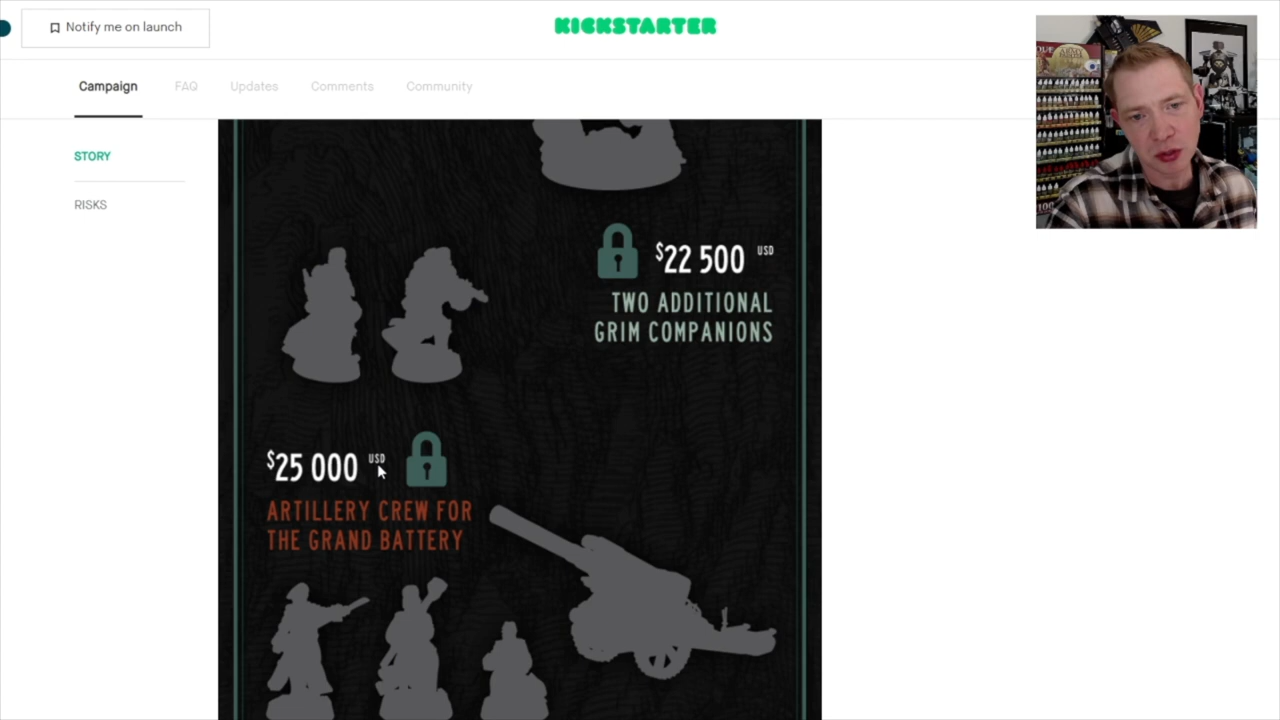 Notify me on launch
KICKSTARTER
Campaign
FAQ
Updates
Comments
Community
STORY
RISKS
$22 500 USD
TWO ADDITIONAL
GRIM COMPANIONS
$25 000 USD
ARTILLERY CREW FOR
THE GRAND BATTERY